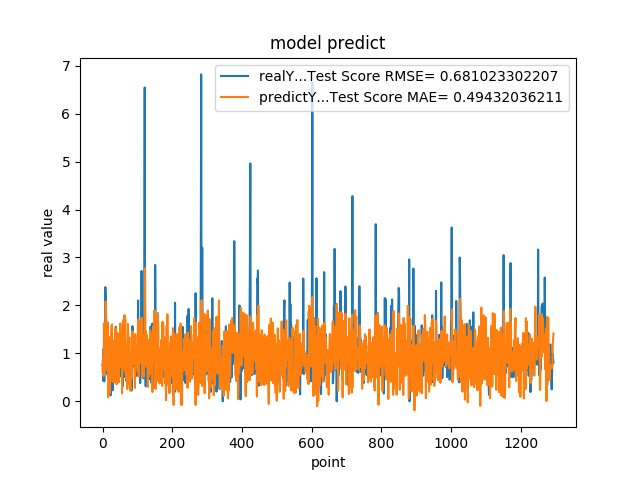 model predict
realY...Test Score RMSE= 0.681023302207
predictY...Test Score MAE= 0.49432036211
real value
7
6
5
4
3
2
1
0
0 200 400 600 800 1000 1200
point